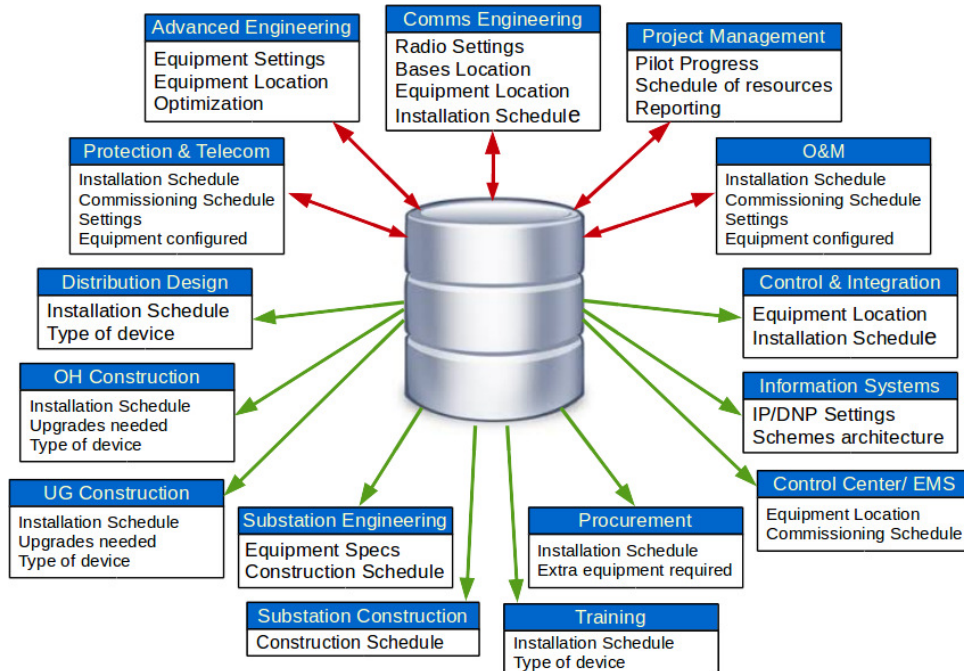 Advanced Engineering
Equipment Settings
Equipment Location
Optimization
Comms Engineering
Radio Settings
Bases Location
Equipment Location
Installation Schedule
Project Management
Pilot Progress
Schedule of resources
Reporting
Protection & Telecom
Installation Schedule
Commissioning Schedule
Settings
Equipment configured
O&M
Installation Schedule
Commissioning Schedule
Settings
Equipment configured
Distribution Design
Installation Schedule
Type of device
Control & Integration
Equipment Location
Installation Schedule
OH Construction
Installation Schedule
Upgrades needed
Type of device
Information Systems
IP/DNP Settings
Schemes architecture
UG Construction
Installation Schedule
Upgrades needed
Type of device
Substation Engineering
Equipment Specs
Construction Schedule
Procurement
Installation Schedule
Extra equipment required
Control Center/ EMS
Equipment Location
Commissioning Schedule
Substation Construction
Construction Schedule
Training
Installation Schedule
Type of device